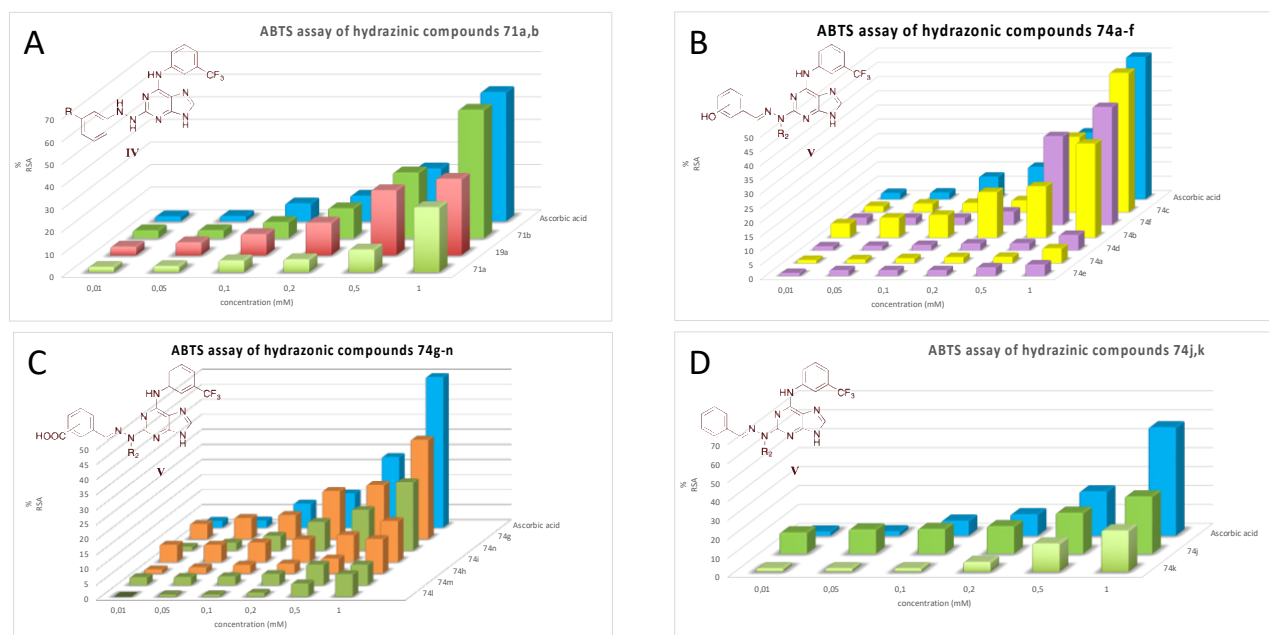 A
ABTS assay of hydrazinic compounds 71a,b
HN
CF3
R
H
N
N
H
N
N
N
N
H
IV
%
RSA
70
60
50
40
30
20
10
0
0,01
0,05
0,1
0,2
0,5
1
concentration (mM)
Ascorbic acid
71b
19a
71a
B
ABTS assay of hydrazonic compounds 74a-f
HN
CF3
HO
N
N
R2
N
N
N
N
H
V
%
RSA
50
45
40
35
30
25
20
15
10
5
0
0,01
0,05
0,1
0,2
0,5
1
concentration (mM)
Ascorbic acid
74c
74f
74b
74d
74a
74e
C
ABTS assay of hydrazonic compounds 74g-n
HN
CF3
HOOC
N
N
R2
N
N
N
N
H
V
%
RSA
50
45
40
35
30
25
20
15
10
5
0
0,01
0,05
0,1
0,2
0,5
1
concentration (mM)
Ascorbic acid
74g
74n
74i
74h
74m
74l
D
ABTS assay of hydrazinic compounds 74j,k
HN
CF3
N
N
R2
N
N
N
N
H
V
%
RSA
70
60
50
40
30
20
10
0
0,01
0,05
0,1
0,2
0,5
1
concentration (mM)
Ascorbic acid
74j
74k